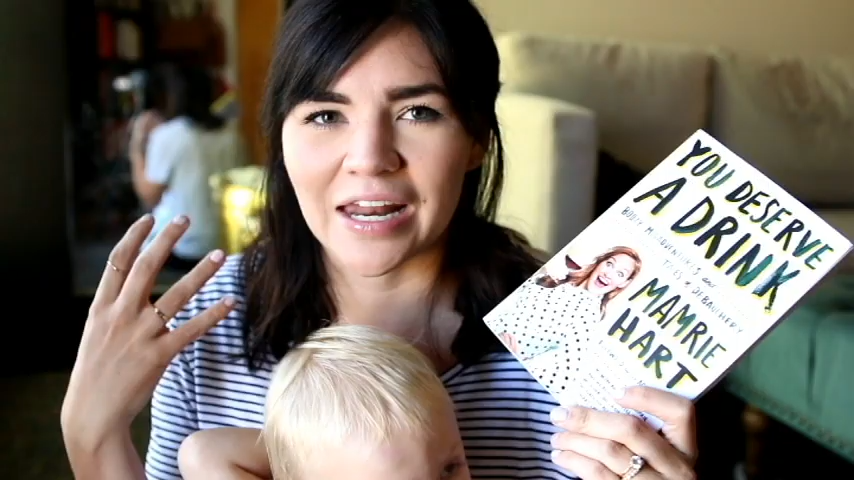 YOU DESERVE
A DRINK
BOOZY MISADVENTURES and
TALES of DEBAUCHERY
MAMRIE
HART